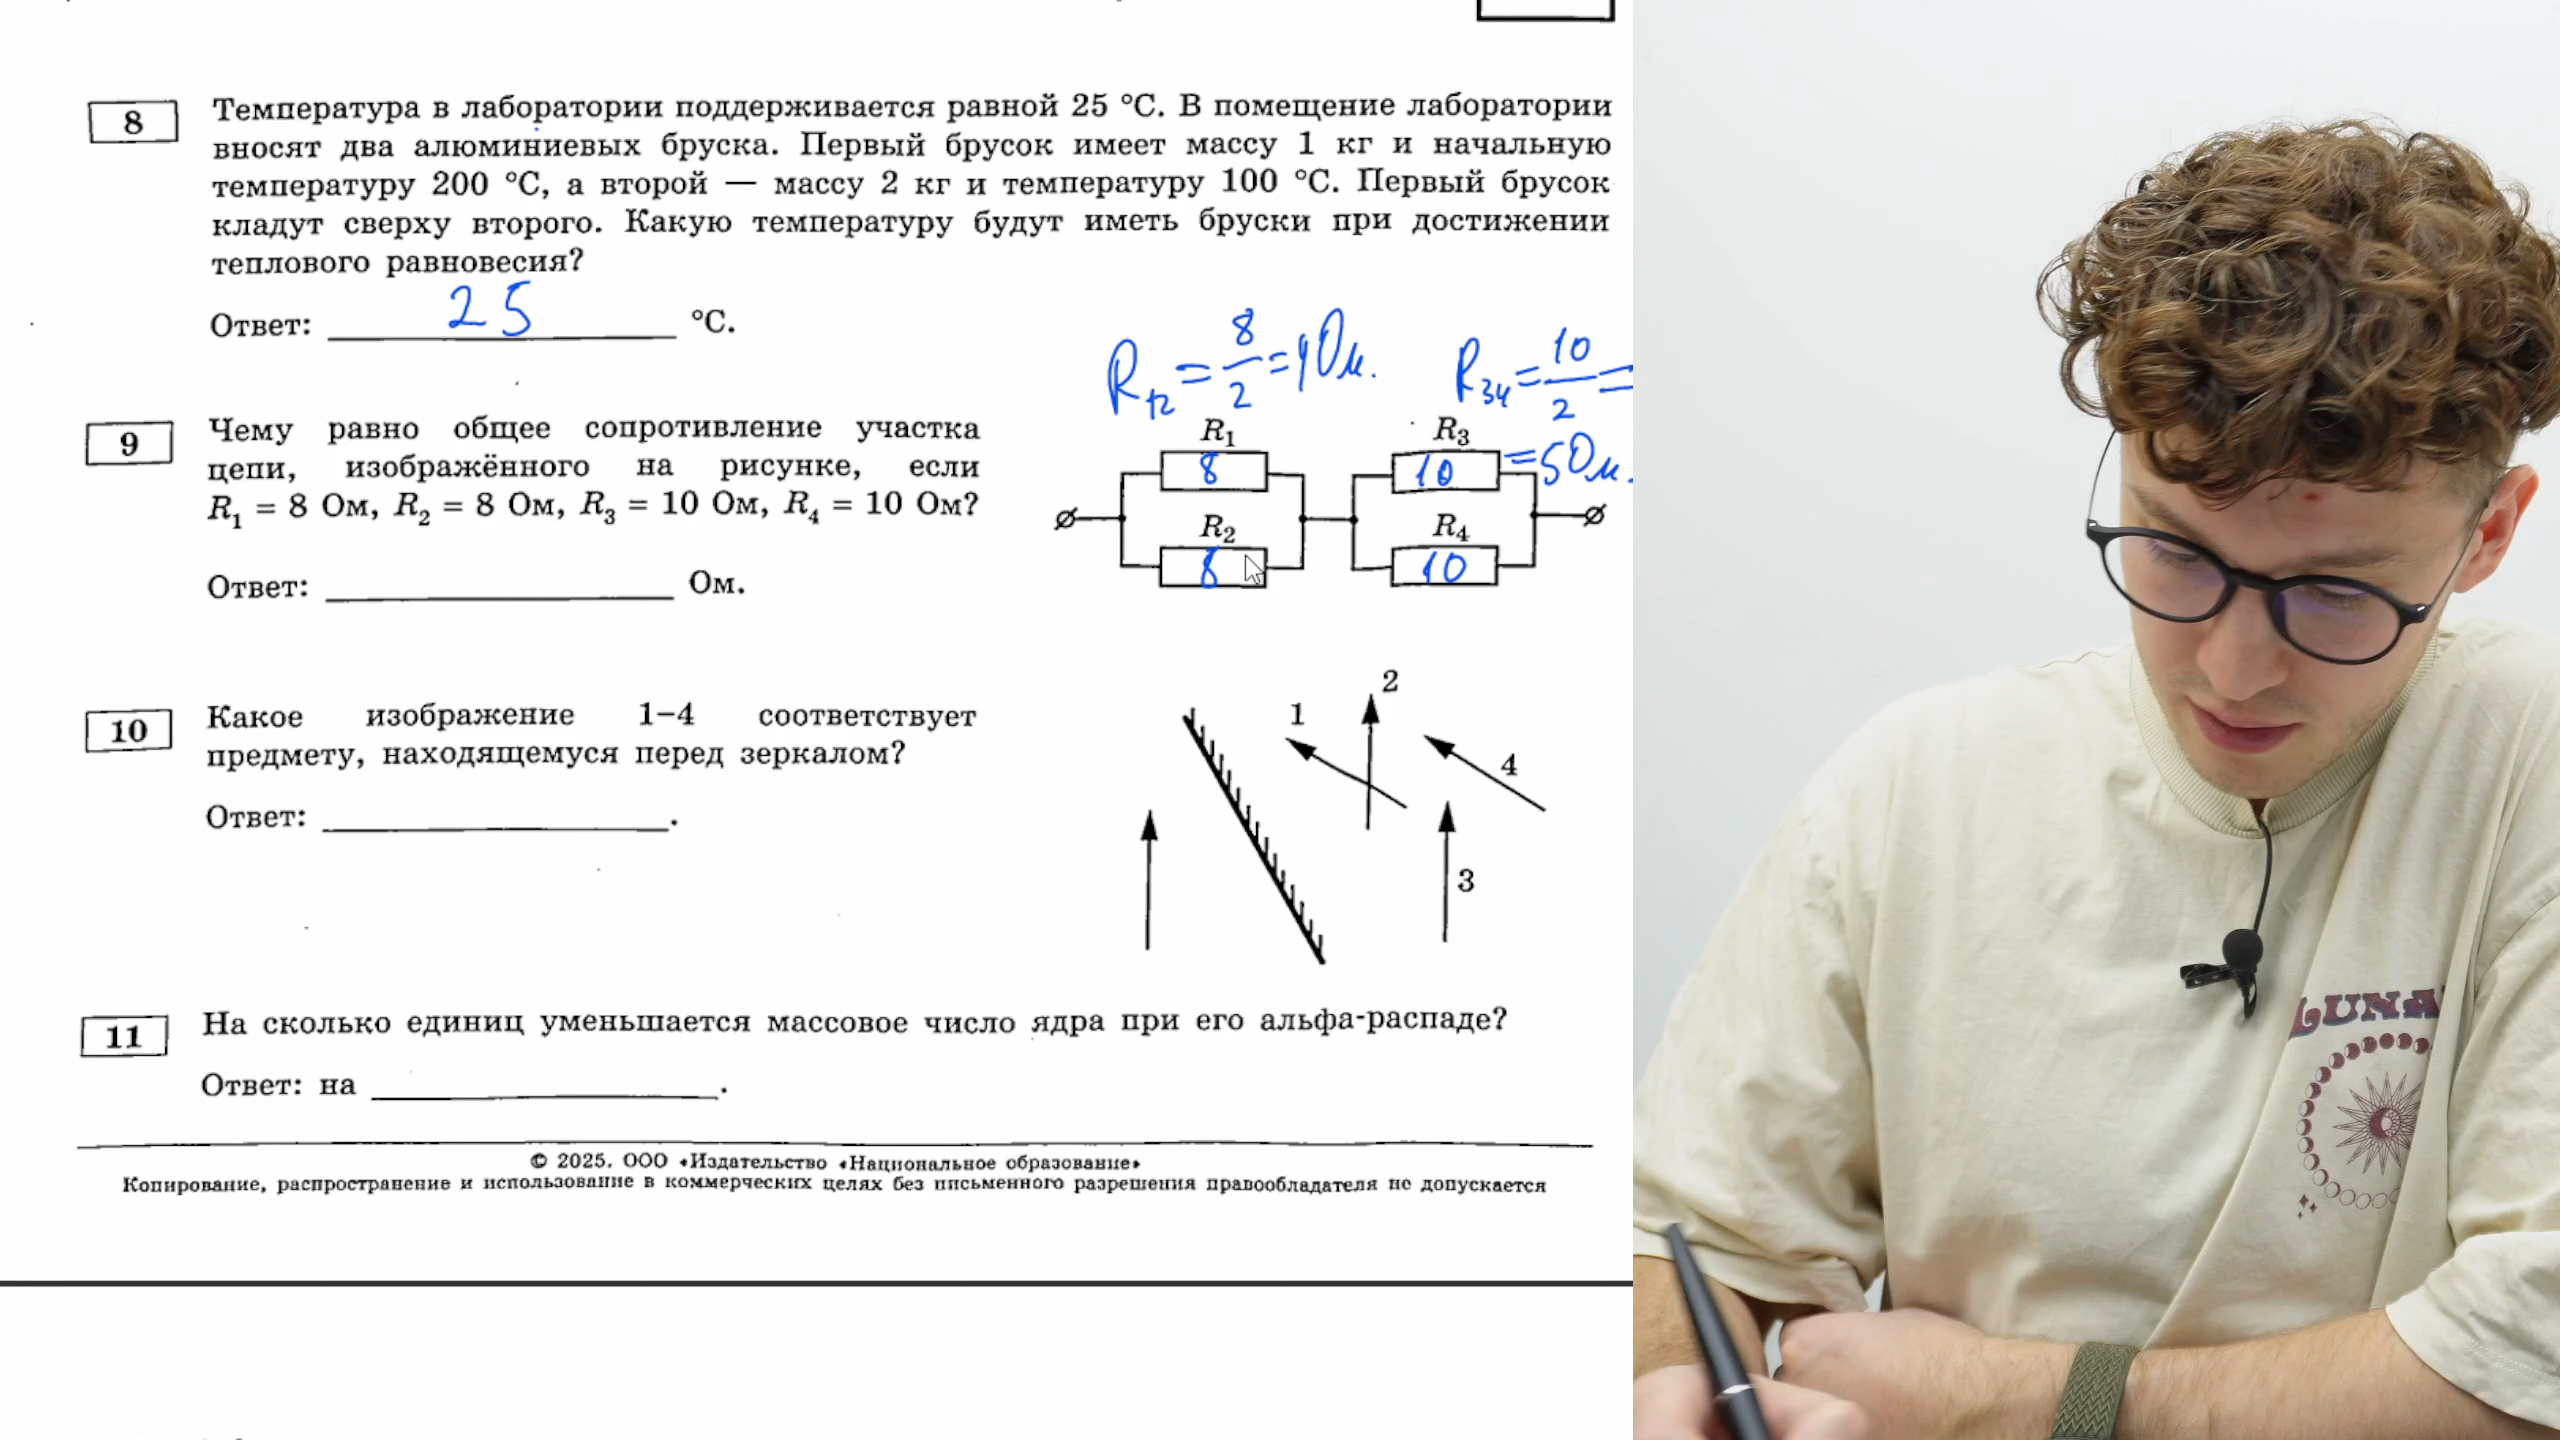 8
Температура в лаборатории поддерживается равной 25 °C. В помещение лаборатории
вносят два алюминиевых бруска. Первый брусок имеет массу 1 кг и начальную
температуру 200 °C, а второй — массу 2 кг и температуру 100 °C. Первый брусок
кладут сверху второго. Какую температуру будут иметь бруски при достижении
теплового равновесия?
Ответ: 25 °C.
R12 = 8/2 = 4 Ом. R34 = 10/2 =
= 5 Ом.
9
Чему равно общее сопротивление участка
цепи, изображённого на рисунке, если
R1 = 8 Ом, R2 = 8 Ом, R3 = 10 Ом, R4 = 10 Ом?
Ответ: Ом.
R1 R3
8 10
R2 R4
8 10
10
Какое изображение 1–4 соответствует
предмету, находящемуся перед зеркалом?
Ответ: .
2
1
4
3
11
На сколько единиц уменьшается массовое число ядра при его альфа-распаде?
Ответ: на .
© 2025. ООО «Издательство «Национальное образование»
Копирование, распространение и использование в коммерческих целях без письменного разрешения правообладателя не допускается
LUNA